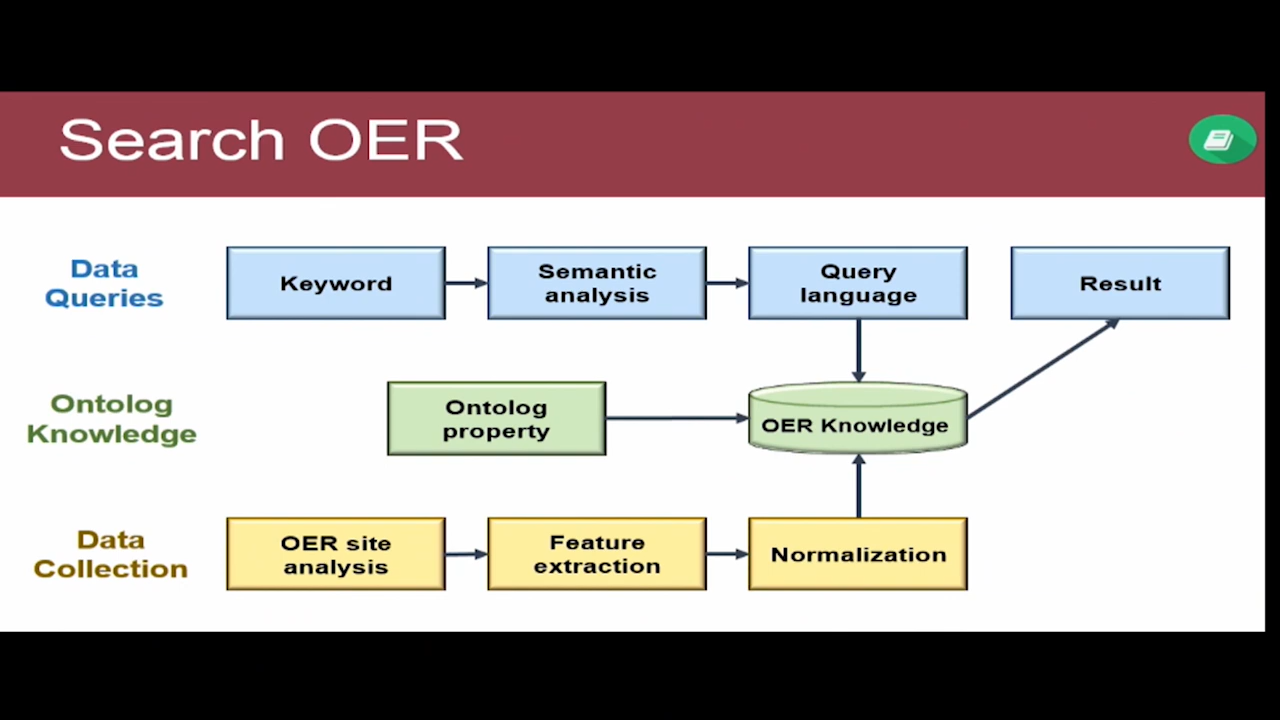 Search OER
Data
Queries
Keyword
Semantic
analysis
Query
language
Result
Ontolog
Knowledge
Ontolog
property
OER Knowledge
Data
Collection
OER site
analysis
Feature
extraction
Normalization